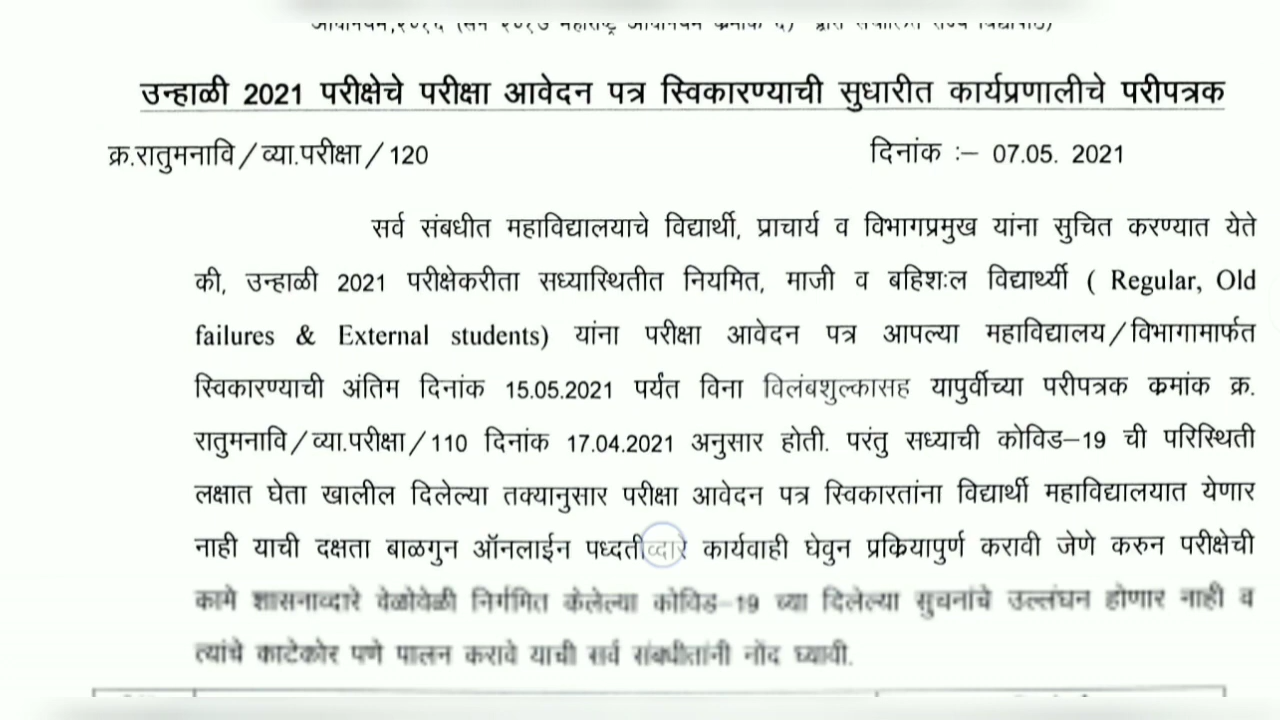 उन्हाळी 2021 परीक्षेचे परीक्षा आवेदन पत्र स्विकारण्याची सुधारीत कार्यप्रणालीचे परीपत्रक
क्र.रातुमनावि/व्या.परीक्षा/120 दिनांक :– 07.05. 2021
सर्व संबधीत महाविद्यालयाचे विद्यार्थी, प्राचार्य व विभागप्रमुख यांना सुचित करण्यात येते
की, उन्हाळी 2021 परीक्षेकरीता सध्यास्थितीत नियमित, माजी व बहिशःल विद्यार्थ्यी ( Regular, Old
failures & External students) यांना परीक्षा आवेदन पत्र आपल्या महाविद्यालय/विभागामार्फत
स्विकारण्याची अंतिम दिनांक 15.05.2021 पर्यंत विना विलंबशुल्कासह यापुर्वीच्या परीपत्रक क्रमांक क्र.
रातुमनावि/व्या.परीक्षा/110 दिनांक 17.04.2021 अनुसार होती. परंतु सध्याची कोविड–19 ची परिस्थिती
लक्षात घेता खालील दिलेल्या तक्यानुसार परीक्षा आवेदन पत्र स्विकारतांना विद्यार्थी महाविद्यालयात येणार
नाही याची दक्षता बाळगुन ऑनलाईन पध्दतीव्दारे कार्यवाही घेवुन प्रकियापुर्ण करावी जेणे करुन परीक्षेची
कामे शासनाव्दारे वेळोवेळी निर्गमित केलेल्या कोविड–19 च्या दिलेल्या सुचनांचे उल्लंघन होणार नाही व
त्यांचे काटेकोर पणे पालन करावे याची सर्व संबधीतांनी नोंद घ्यावी.